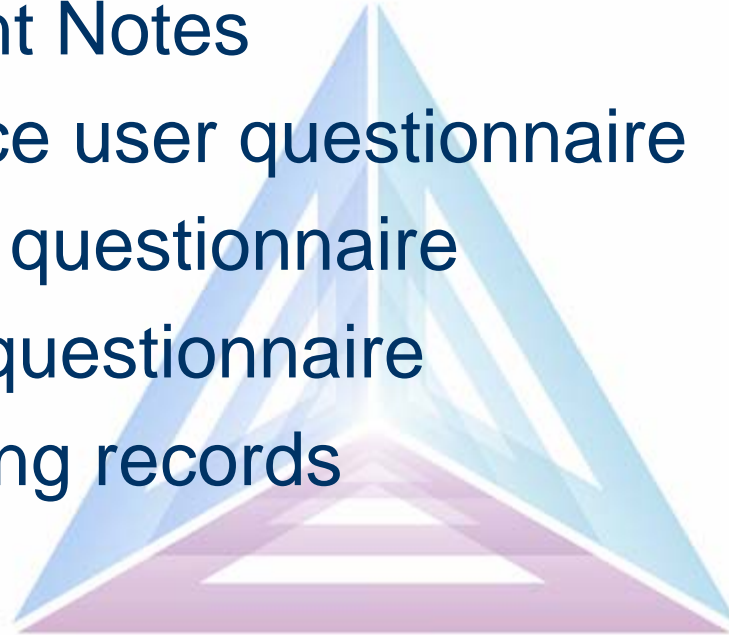 nt Notes
ce user questionnaire
questionnaire
questionnaire
ng records